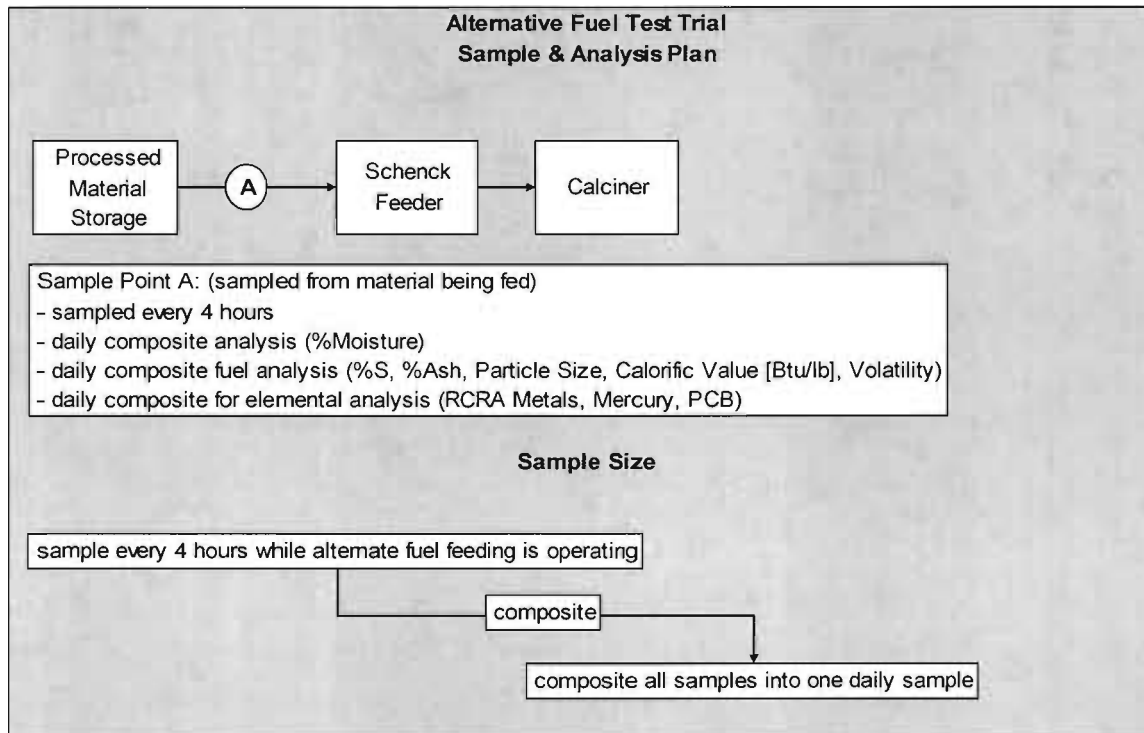 Alternative Fuel Test Trial
Sample & Analysis Plan
Processed
Material
Storage
A
Schenck
Feeder
Calciner
Sample Point A: (sampled from material being fed)
- sampled every 4 hours
- daily composite analysis (%Moisture)
- daily composite fuel analysis (%S, %Ash, Particle Size, Calorific Value [Btu/lb], Volatility)
- daily composite for elemental analysis (RCRA Metals, Mercury, PCB)
Sample Size
sample every 4 hours while alternate fuel feeding is operating
composite
composite all samples into one daily sample